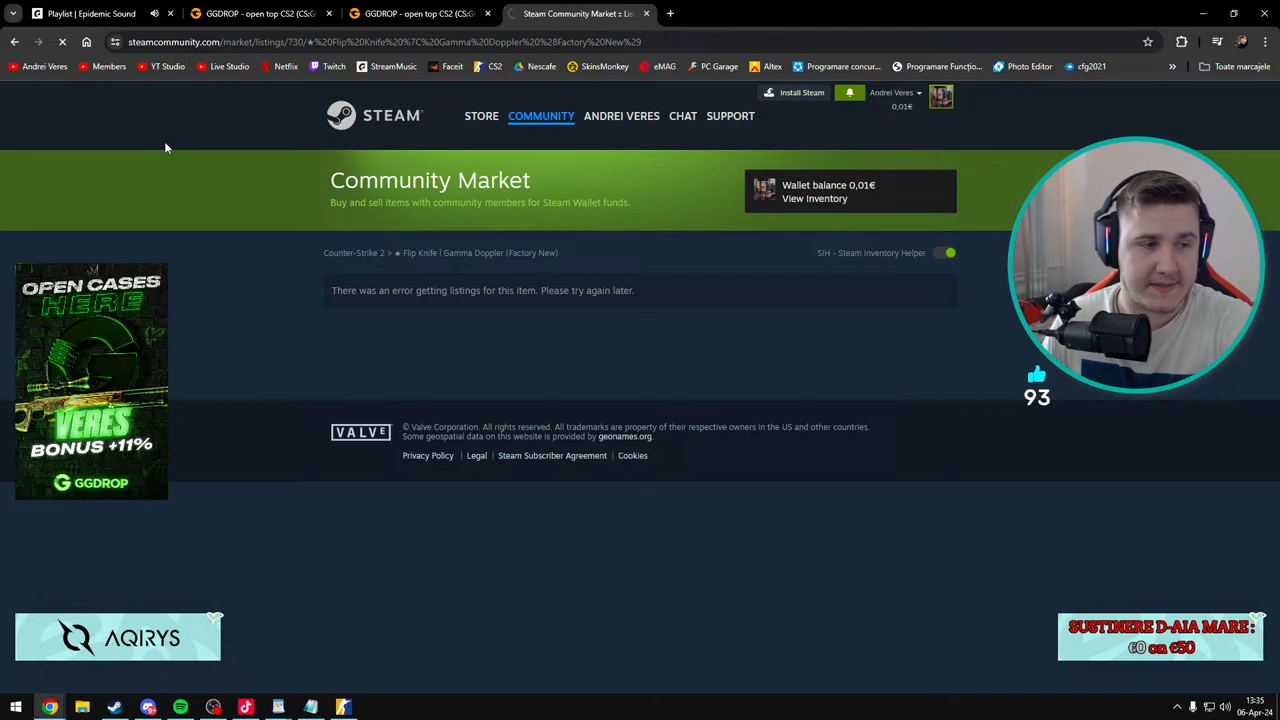 Playlist | Epidemic Sound
GGDROP - open top CS2 (CS:G
GGDROP - open top CS2 (CS:G
Steam Community Market :: Lis
steamcommunity.com/market/listings/730/★%20Flip%20Knife%20%7C%20Gamma%20Doppler%20%28Factory%20New%29
Andrei Veres
Members
YT Studio
Live Studio
Netflix
Twitch
StreamMusic
Faceit
CS2
Nescafe
SkinsMonkey
eMAG
PC Garage
Altex
Programare concur...
Programare Funcțio...
Photo Editor
cfg2021
»
Toate marcajele
Install Steam
Andrei Veres
0,01€
STEAM
STORE
COMMUNITY
ANDREI VERES
CHAT
SUPPORT
Community Market
Buy and sell items with community members for Steam Wallet funds.
Wallet balance 0,01€
View Inventory
Counter-Strike 2 > ★ Flip Knife | Gamma Doppler (Factory New)
SIH - Steam Inventory Helper
There was an error getting listings for this item. Please try again later.
OPEN CASES
HERE
VERES
BONUS +11%
GGDROP
93
VALVE
© Valve Corporation. All rights reserved. All trademarks are property of their respective owners in the US and other countries.
Some geospatial data on this website is provided by geonames.org.
Privacy Policy | Legal | Steam Subscriber Agreement | Cookies
AQIRYS
SUSTINERE D-AIA MARE :
€0 on €50
13:35
06-Apr-24